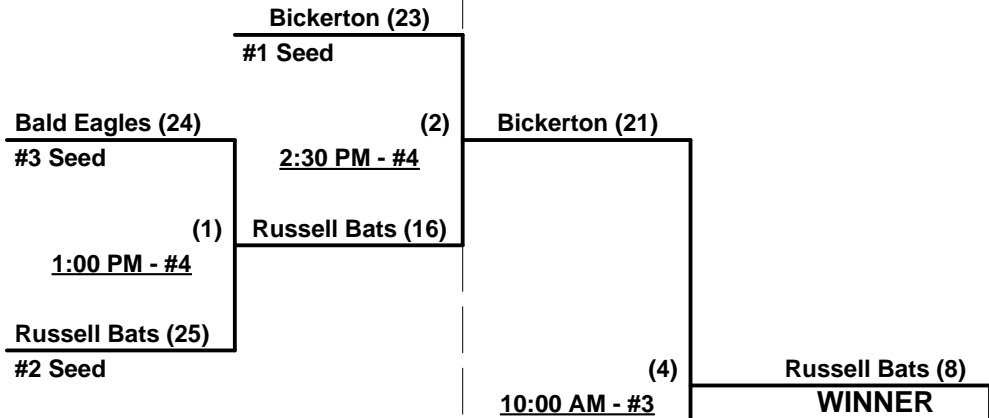 Bickerton (23)
#1 Seed
Bald Eagles (24)
(2)
Bickerton (21)
#3 Seed
2:30 PM - #4
(1)
Russell Bats (16)
1:00 PM - #4
Russell Bats (25)
#2 Seed
(4)
Russell Bats (8)
10:00 AM - #3
WINNER